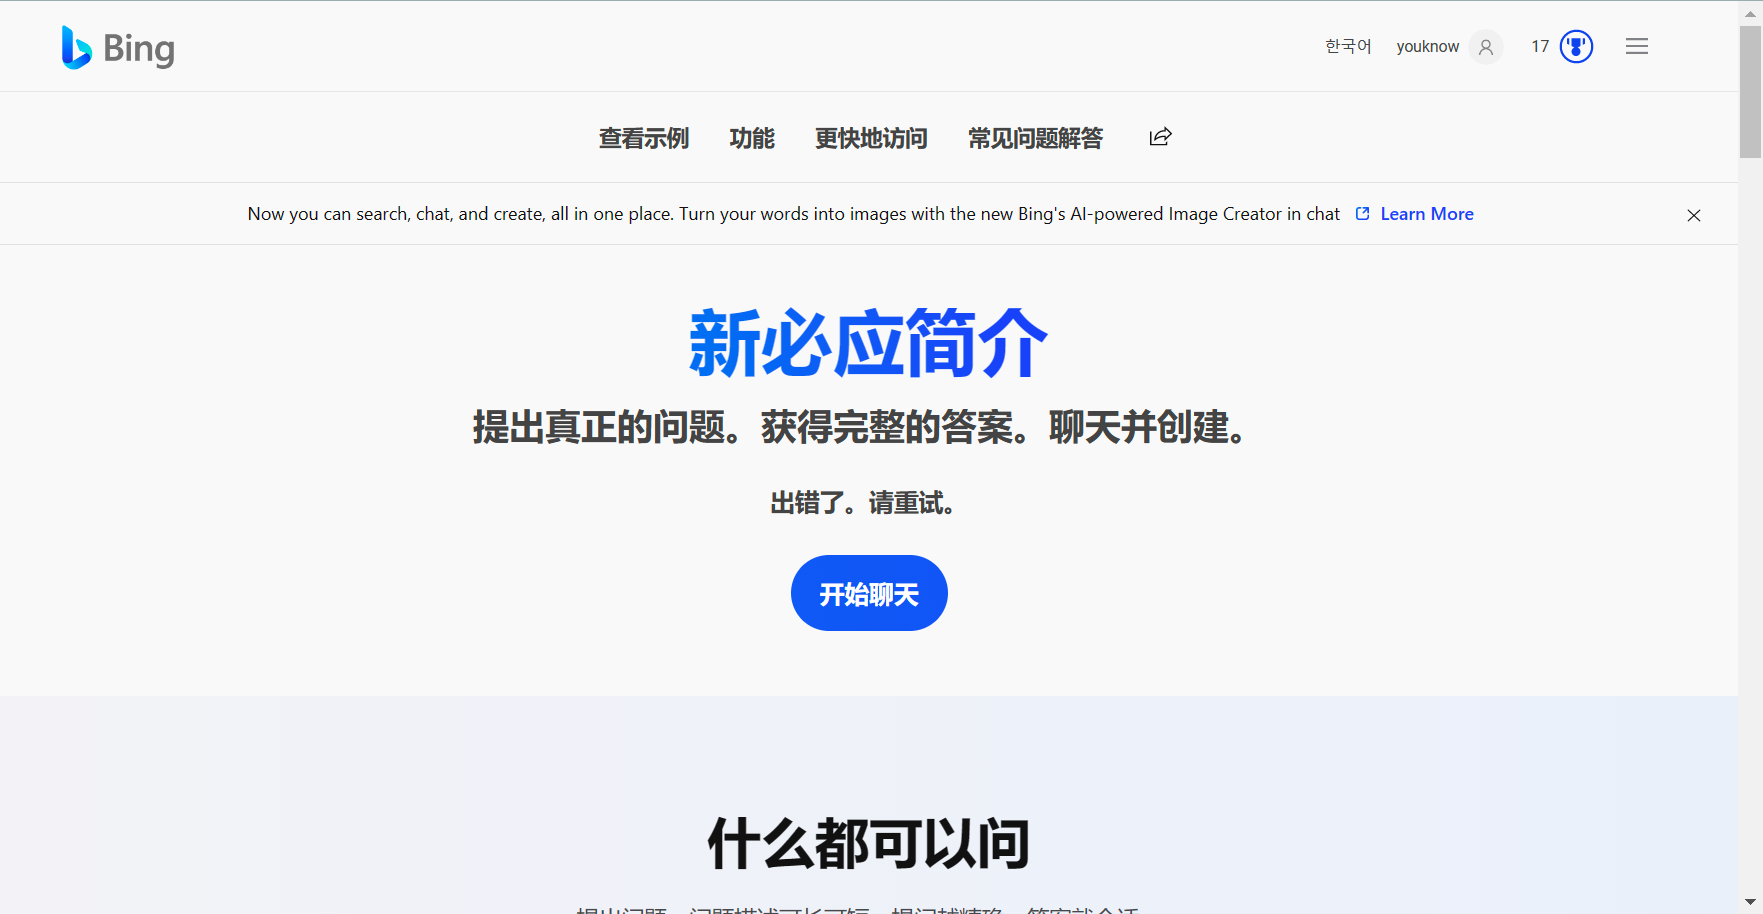 Bing
한국어 youknow 17
查看示例 功能 更快地访问 常见问题解答
Now you can search, chat, and create, all in one place. Turn your words into images with the new Bing's AI-powered Image Creator in chat Learn More
新必应简介
提出真正的问题。获得完整的答案。聊天并创建。
出错了。请重试。
开始聊天
什么都可以问